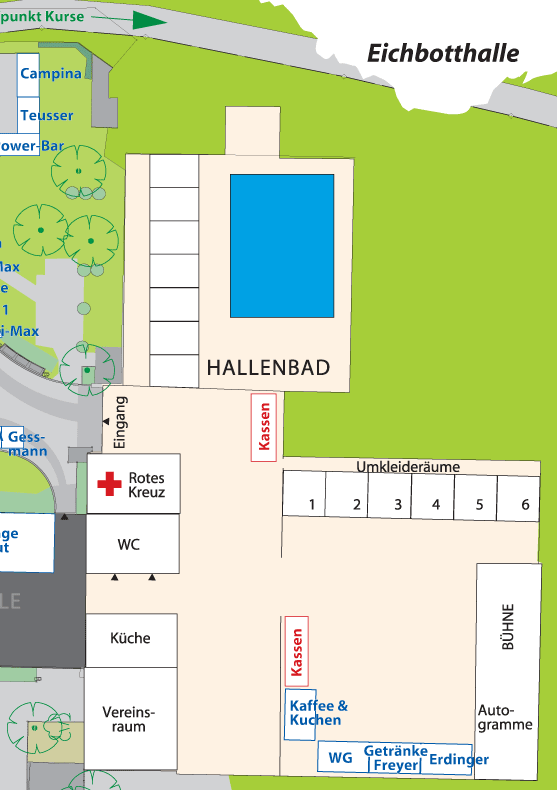 punkt Kurse
Eichbotthalle
Campina
Teusser
ower-Bar
Max
e
1
i-Max
HALLENBAD
Eingang
Kassen
Gess-
mann
Umkleideräume
Rotes
Kreuz
1 2 3 4 5 6
ge
ut
WC
LE
BÜHNE
Küche
Kassen
Vereins-
raum
Kaffee &
Kuchen
Auto-
gramme
WG
Getränke
Freyer
Erdinger